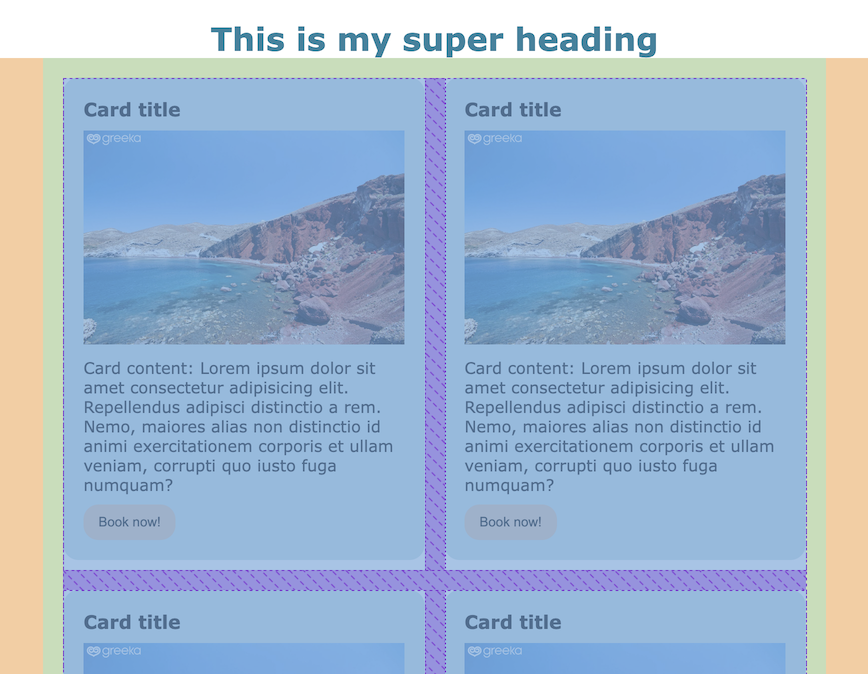 This is my super heading
Card title
greeka
Card content: Lorem ipsum dolor sit
amet consectetur adipisicing elit.
Repellendus adipisci distinctio a rem.
Nemo, maiores alias non distinctio id
animi exercitationem corporis et ullam
veniam, corrupti quo iusto fuga
numquam?
Book now!
Card title
greeka
Card content: Lorem ipsum dolor sit
amet consectetur adipisicing elit.
Repellendus adipisci distinctio a rem.
Nemo, maiores alias non distinctio id
animi exercitationem corporis et ullam
veniam, corrupti quo iusto fuga
numquam?
Book now!
Card title
greeka
Card title
greeka